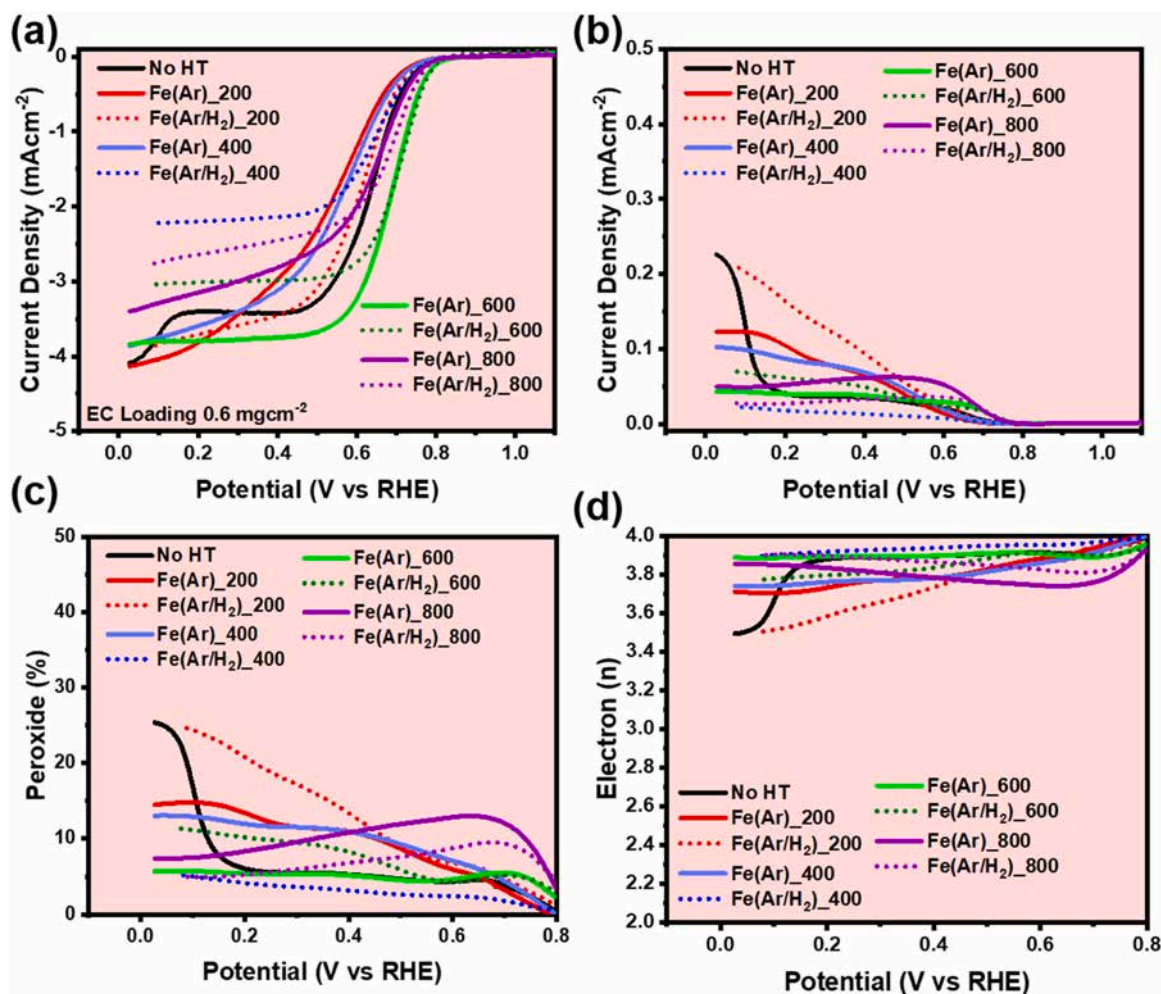 (a)
0
-1
-2
-3
-4
-5
Current Density (mAcm⁻²)
No HT
Fe(Ar)_200
Fe(Ar/H₂)_200
Fe(Ar)_400
Fe(Ar/H₂)_400
Fe(Ar)_600
Fe(Ar/H₂)_600
Fe(Ar)_800
Fe(Ar/H₂)_800
EC Loading 0.6 mgcm⁻²
0.0 0.2 0.4 0.6 0.8 1.0
Potential (V vs RHE)
(b)
0.5
0.4
0.3
0.2
0.1
0.0
Current Density (mAcm⁻²)
No HT
Fe(Ar)_200
Fe(Ar/H₂)_200
Fe(Ar)_400
Fe(Ar/H₂)_400
Fe(Ar)_600
Fe(Ar/H₂)_600
Fe(Ar)_800
Fe(Ar/H₂)_800
0.0 0.2 0.4 0.6 0.8 1.0
Potential (V vs RHE)
(c)
50
40
30
20
10
0
Peroxide (%)
No HT
Fe(Ar)_200
Fe(Ar/H₂)_200
Fe(Ar)_400
Fe(Ar/H₂)_400
Fe(Ar)_600
Fe(Ar/H₂)_600
Fe(Ar)_800
Fe(Ar/H₂)_800
0.0 0.2 0.4 0.6 0.8
Potential (V vs RHE)
(d)
4.0
3.8
3.6
3.4
3.2
3.0
2.8
2.6
2.4
2.2
2.0
Electron (n)
No HT
Fe(Ar)_200
Fe(Ar/H₂)_200
Fe(Ar)_400
Fe(Ar/H₂)_400
Fe(Ar)_600
Fe(Ar/H₂)_600
Fe(Ar)_800
Fe(Ar/H₂)_800
0.0 0.2 0.4 0.6 0.8
Potential (V vs RHE)